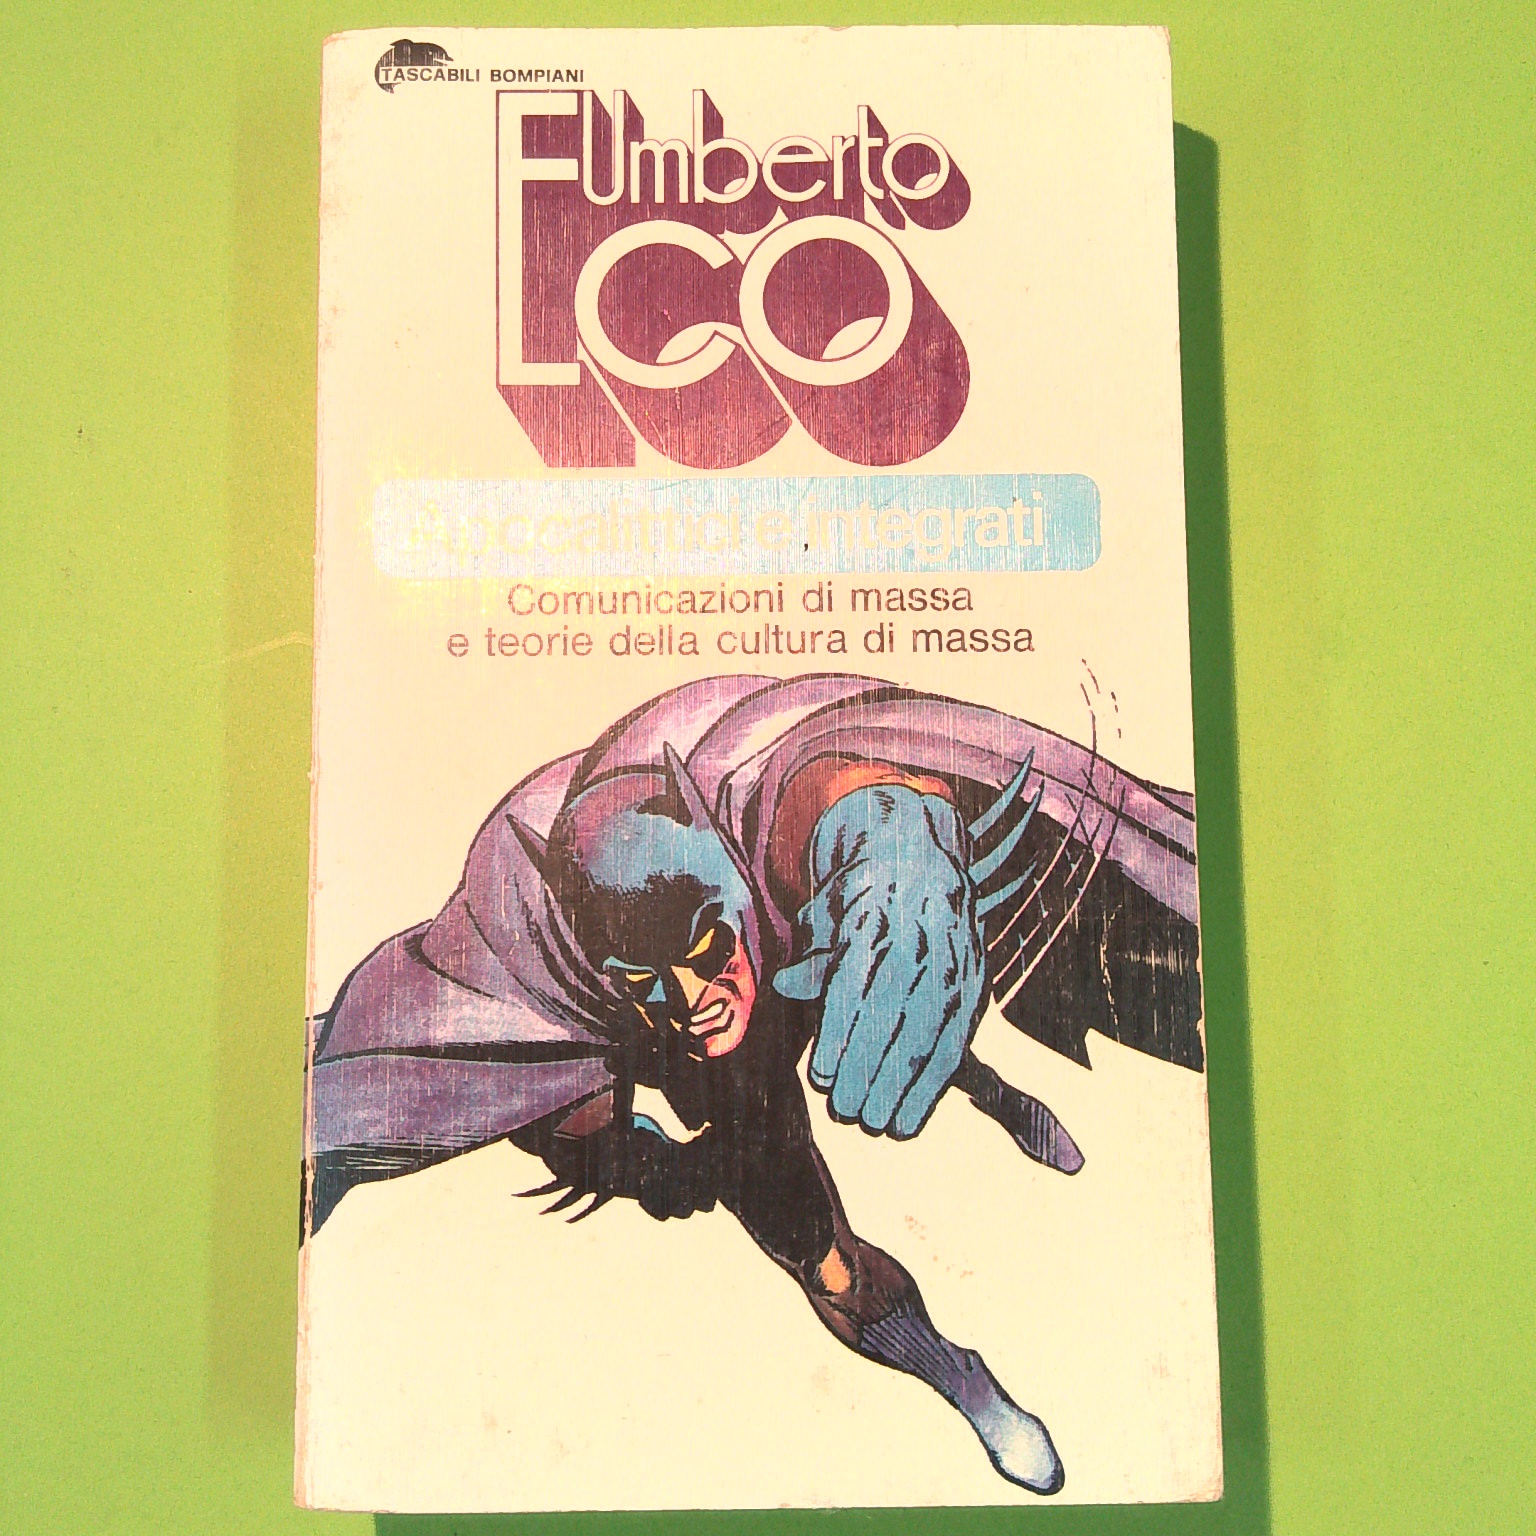 TASCABILI BOMPIANI
Umberto
Eco
Apocalittici e integrati
Comunicazioni di massa
e teorie della cultura di massa